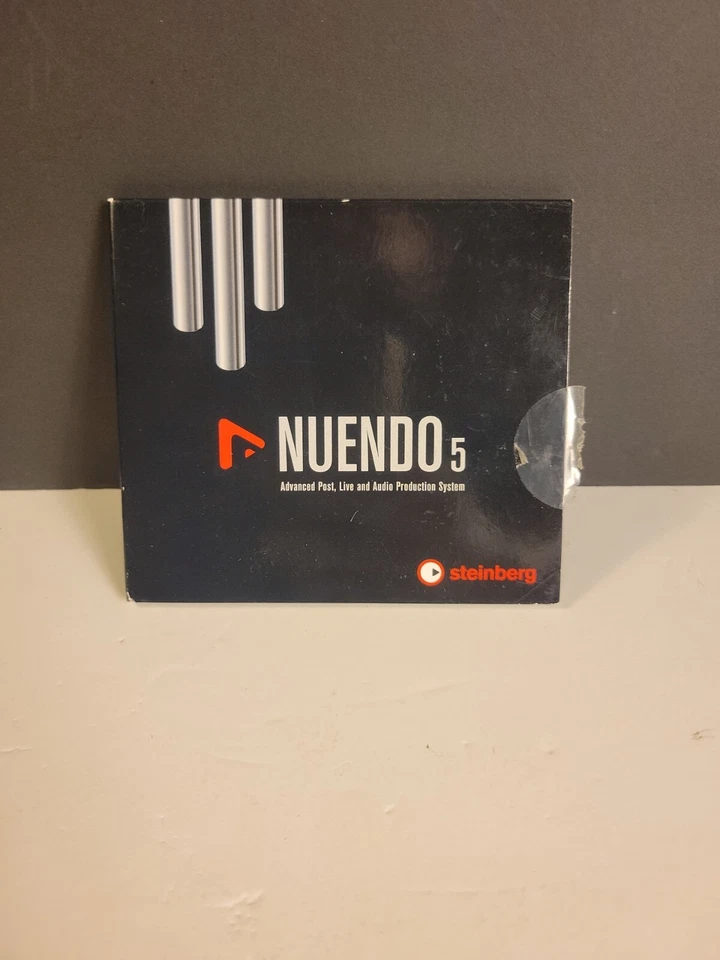 NUENDO 5
Advanced Post, Live and Audio Production System
steinberg